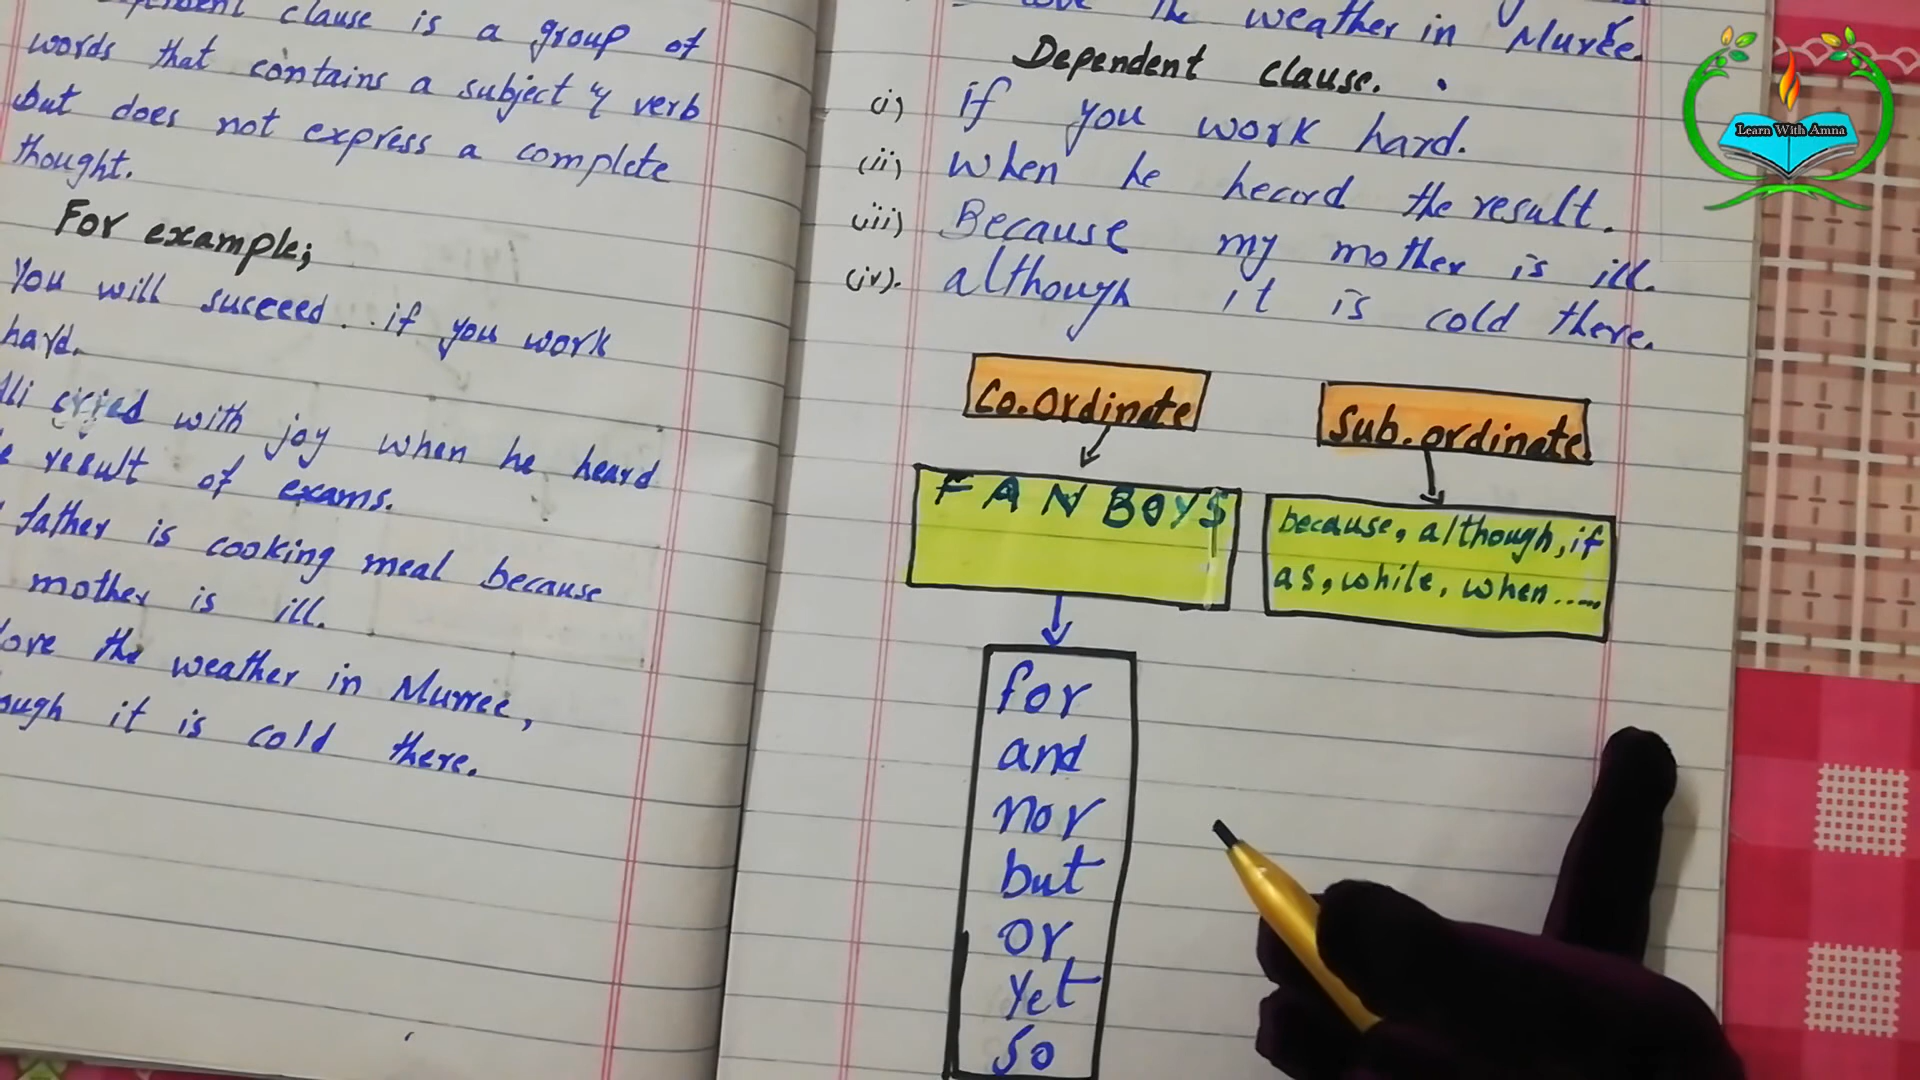 clause is a group of
words that contains a subject & verb
but does not express a complete
thought.
For example;
You will succeed. if you work
hard.
cried with joy when he heard
result of exams.
father is cooking meal because
mother is ill.
the weather in Murree,
it is cold there.
the weather in Murree.
Dependent clause.
(i) if you work hard.
(ii) when he heard the result.
(iii) Because my mother is ill.
(iv). although it is cold there.
Co.ordinate
Sub.ordinate
F A N B O Y S
because, although, if
as, while, when.....
for
and
nor
but
or
yet
so
Learn With Amna